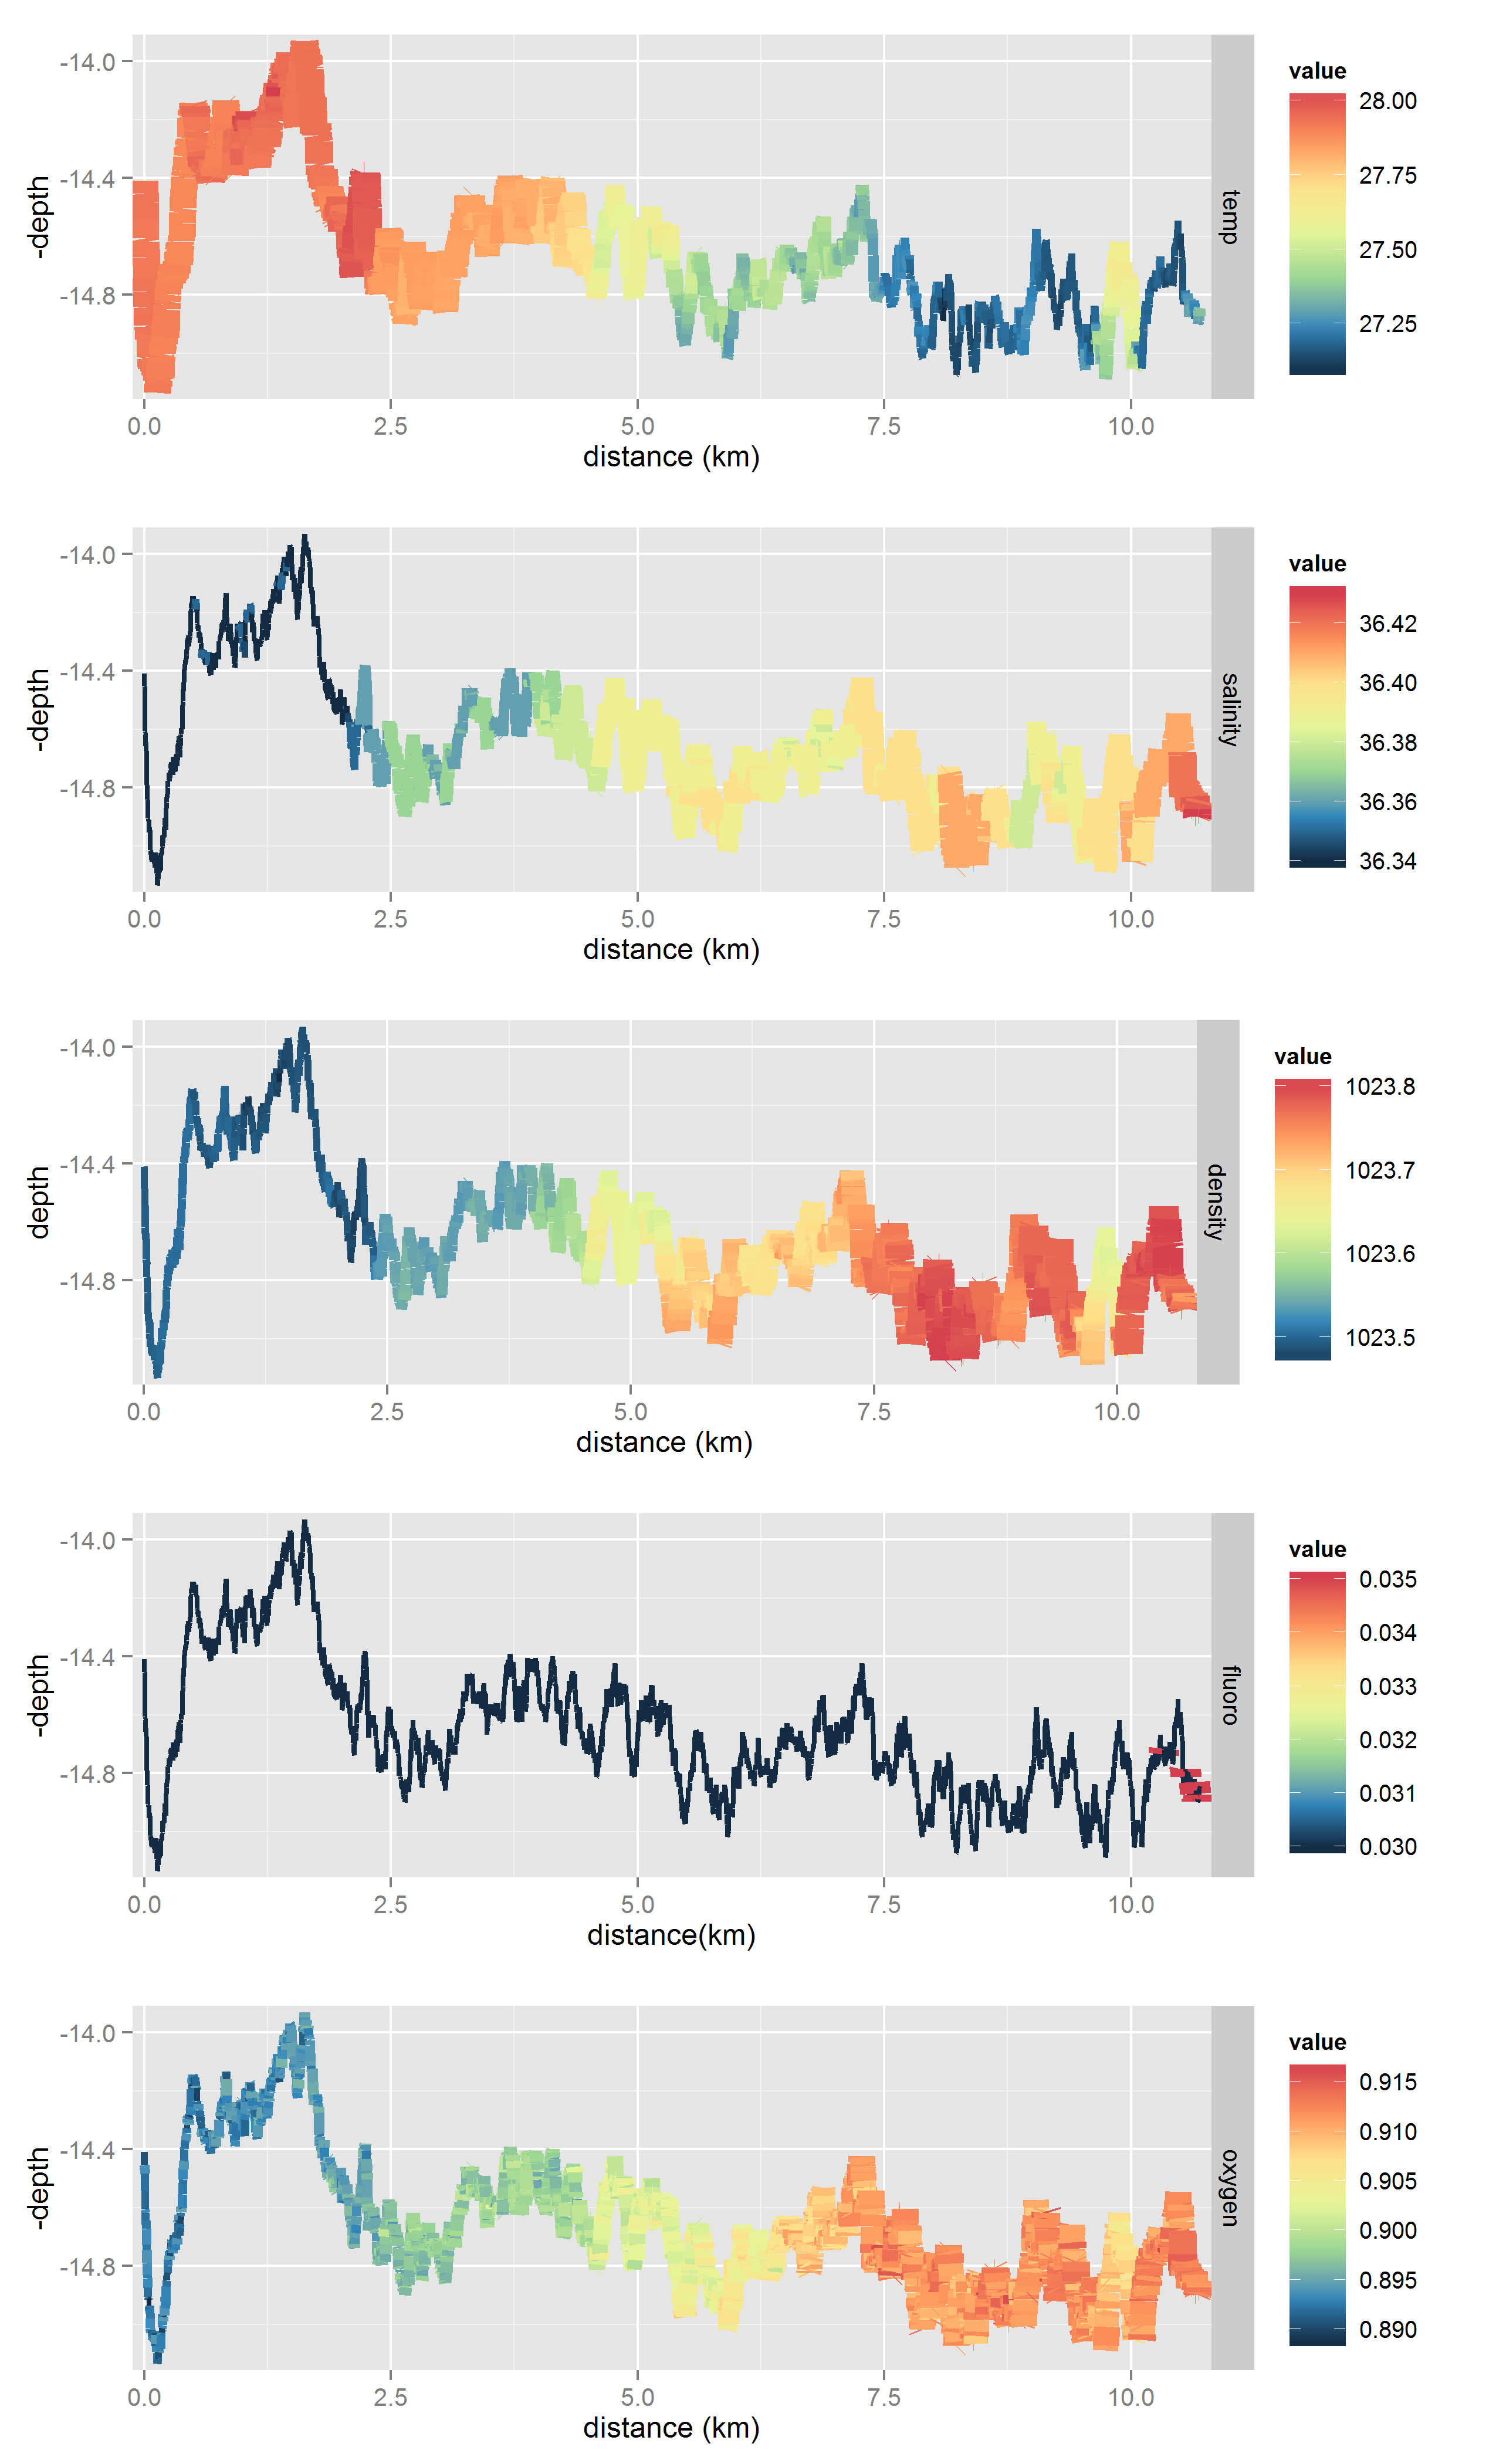 value
-14.0
28.00
27.75
-14.4
-depth
temp
27.50
-14.8
27.25
0.0 2.5 5.0 7.5 10.0
distance (km)
value
-14.0
36.42
-14.4
36.40
-depth
salinity
36.38
-14.8
36.36
36.34
0.0 2.5 5.0 7.5 10.0
distance (km)
value
-14.0
1023.8
-14.4
1023.7
depth
density
1023.6
-14.8
1023.5
0.0 2.5 5.0 7.5 10.0
distance (km)
value
-14.0
0.035
0.034
-14.4
0.033
-depth
fluoro
0.032
-14.8
0.031
0.030
0.0 2.5 5.0 7.5 10.0
distance(km)
value
-14.0
0.915
0.910
-14.4
0.905
-depth
oxygen
0.900
-14.8
0.895
0.890
0.0 2.5 5.0 7.5 10.0
distance (km)